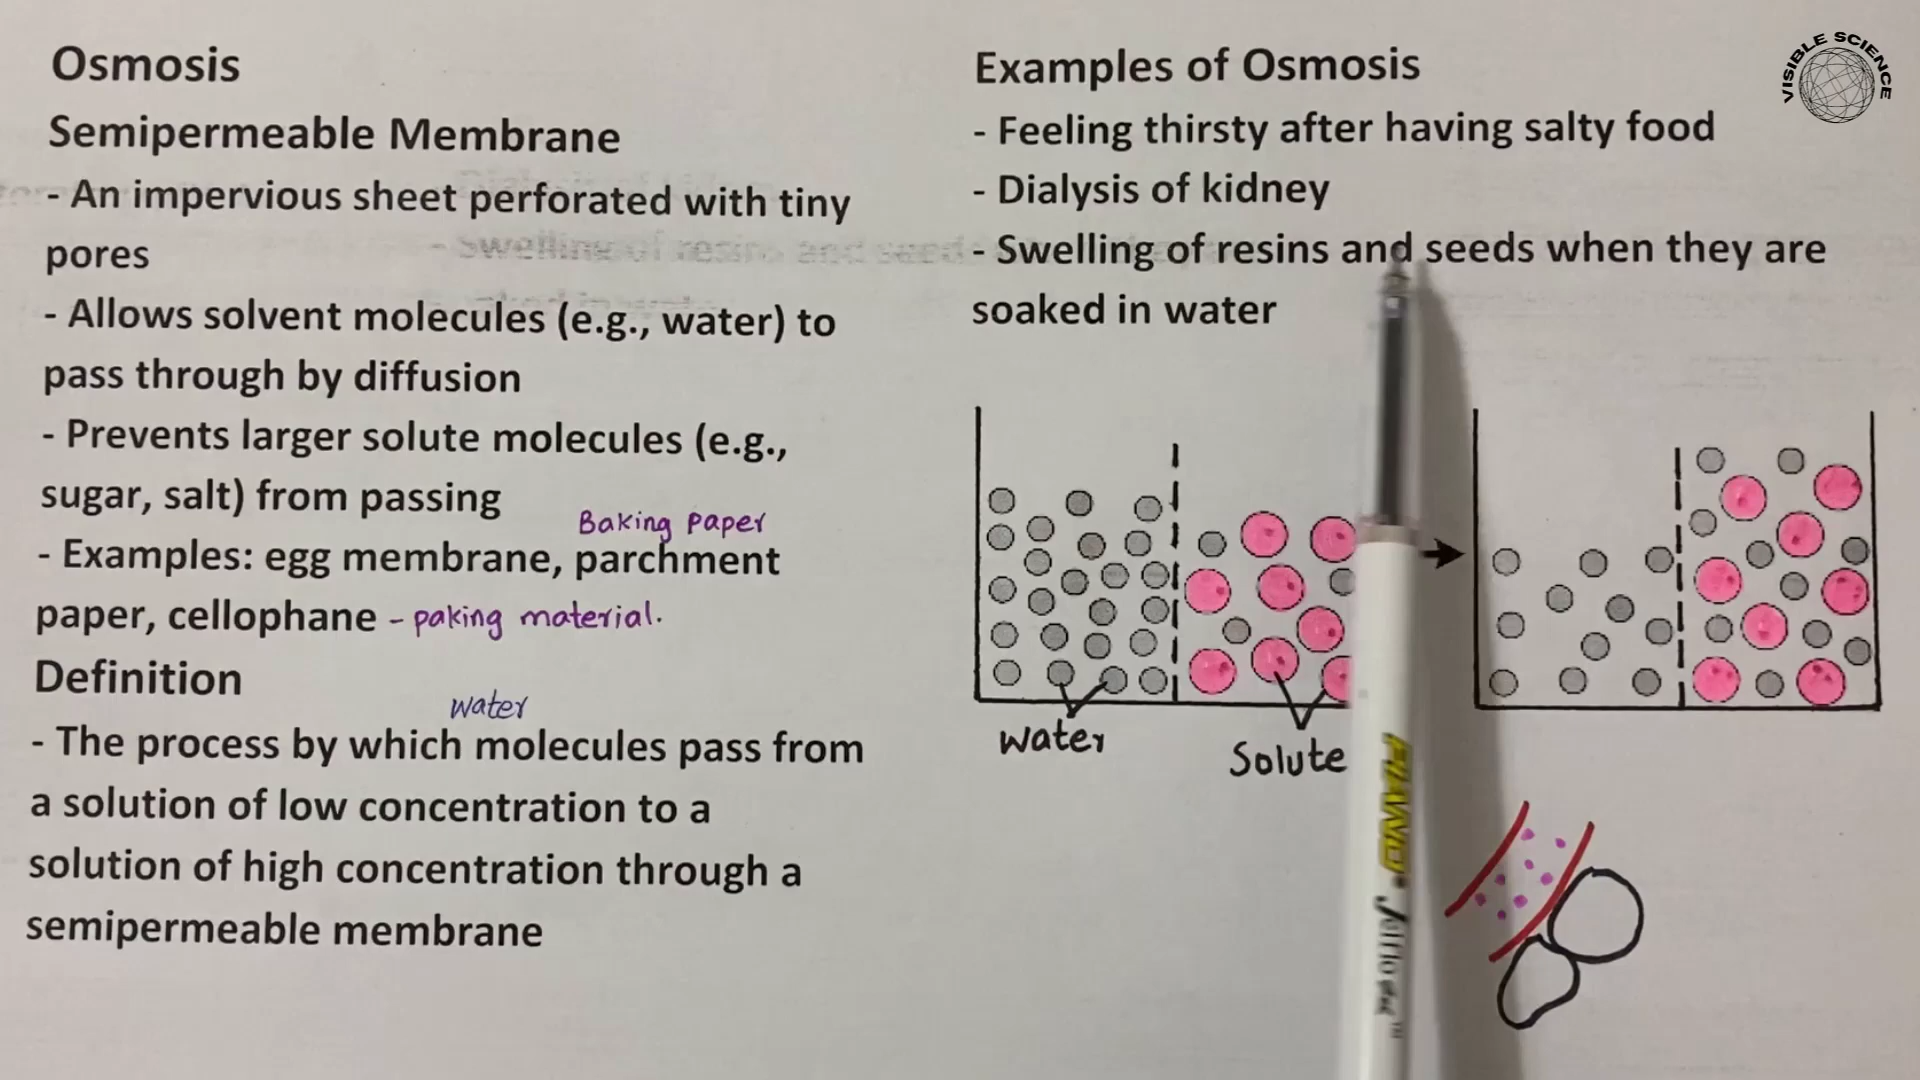 Osmosis
Semipermeable Membrane
- An impervious sheet perforated with tiny
pores
- Allows solvent molecules (e.g., water) to
pass through by diffusion
- Prevents larger solute molecules (e.g.,
sugar, salt) from passing
Baking paper
- Examples: egg membrane, parchment
paper, cellophane - paking material.
Definition
water
- The process by which molecules pass from
a solution of low concentration to a
solution of high concentration through a
semipermeable membrane
Examples of Osmosis
- Feeling thirsty after having salty food
- Dialysis of kidney
- Swelling of resins and seeds when they are
soaked in water
water
Solute
PIANO
VISIBLE SCIENCE